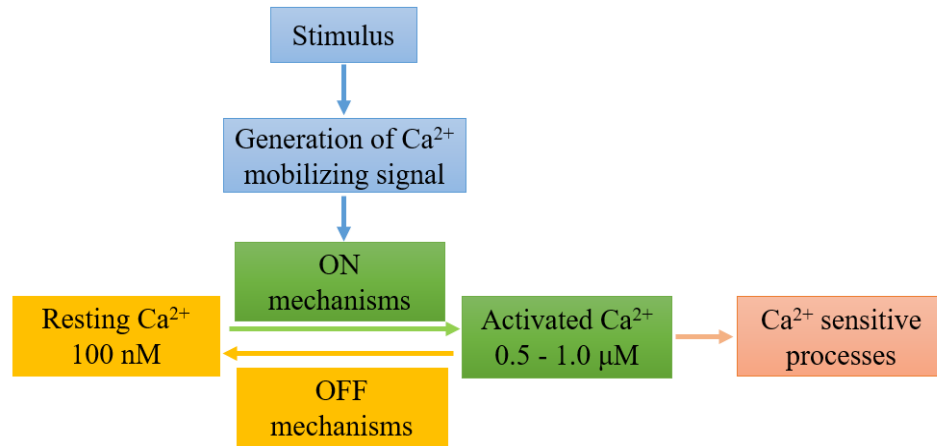 Stimulus
Generation of Ca²⁺
mobilizing signal
ON
mechanisms
Resting Ca²⁺
100 nM
Activated Ca²⁺
0.5 - 1.0 μM
Ca²⁺ sensitive
processes
OFF
mechanisms